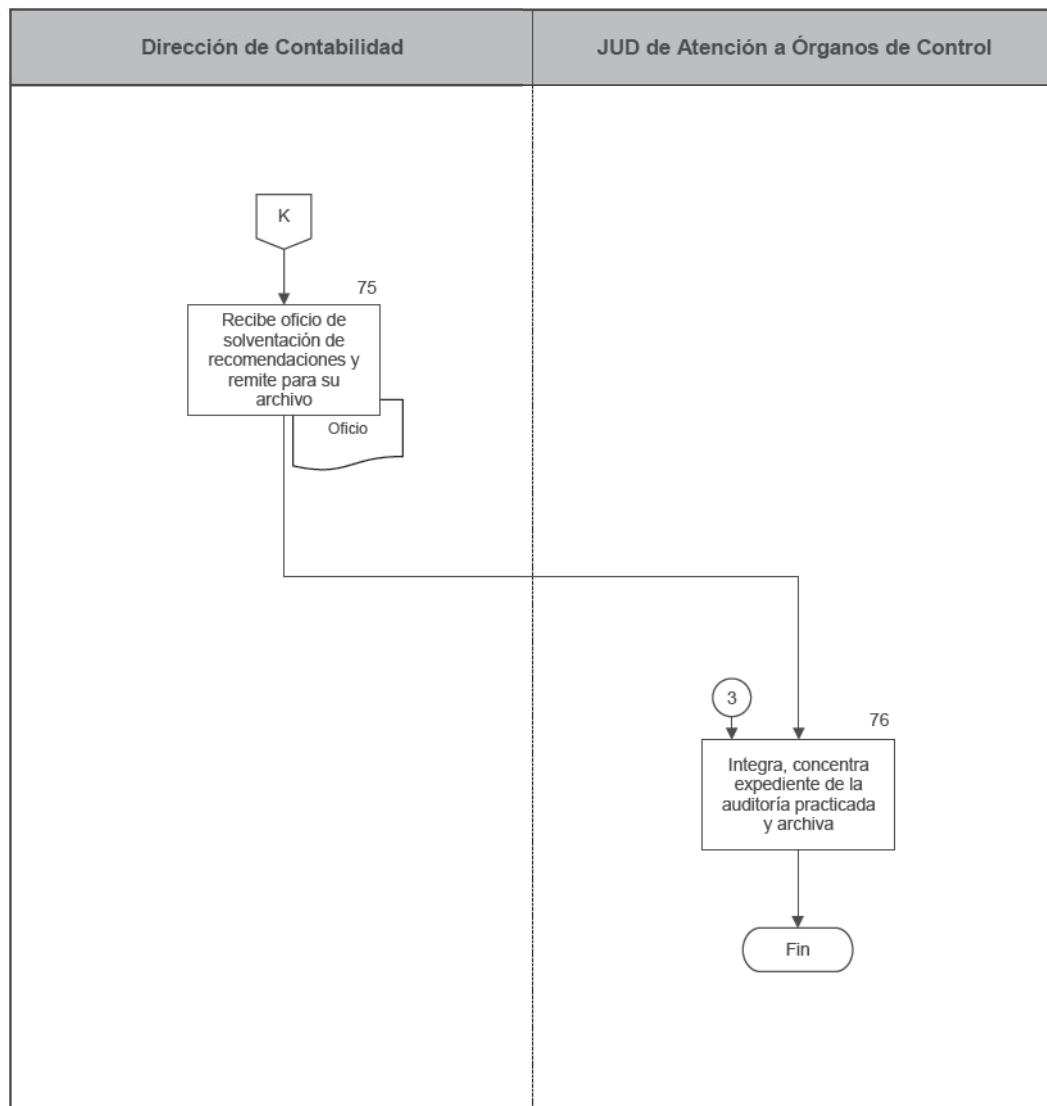 Dirección de Contabilidad
JUD de Atención a Órganos de Control
K
75
Recibe oficio de
solventación de
recomendaciones y
remite para su
archivo
Oficio
3
76
Integra, concentra
expediente de la
auditoría practicada
y archiva
Fin